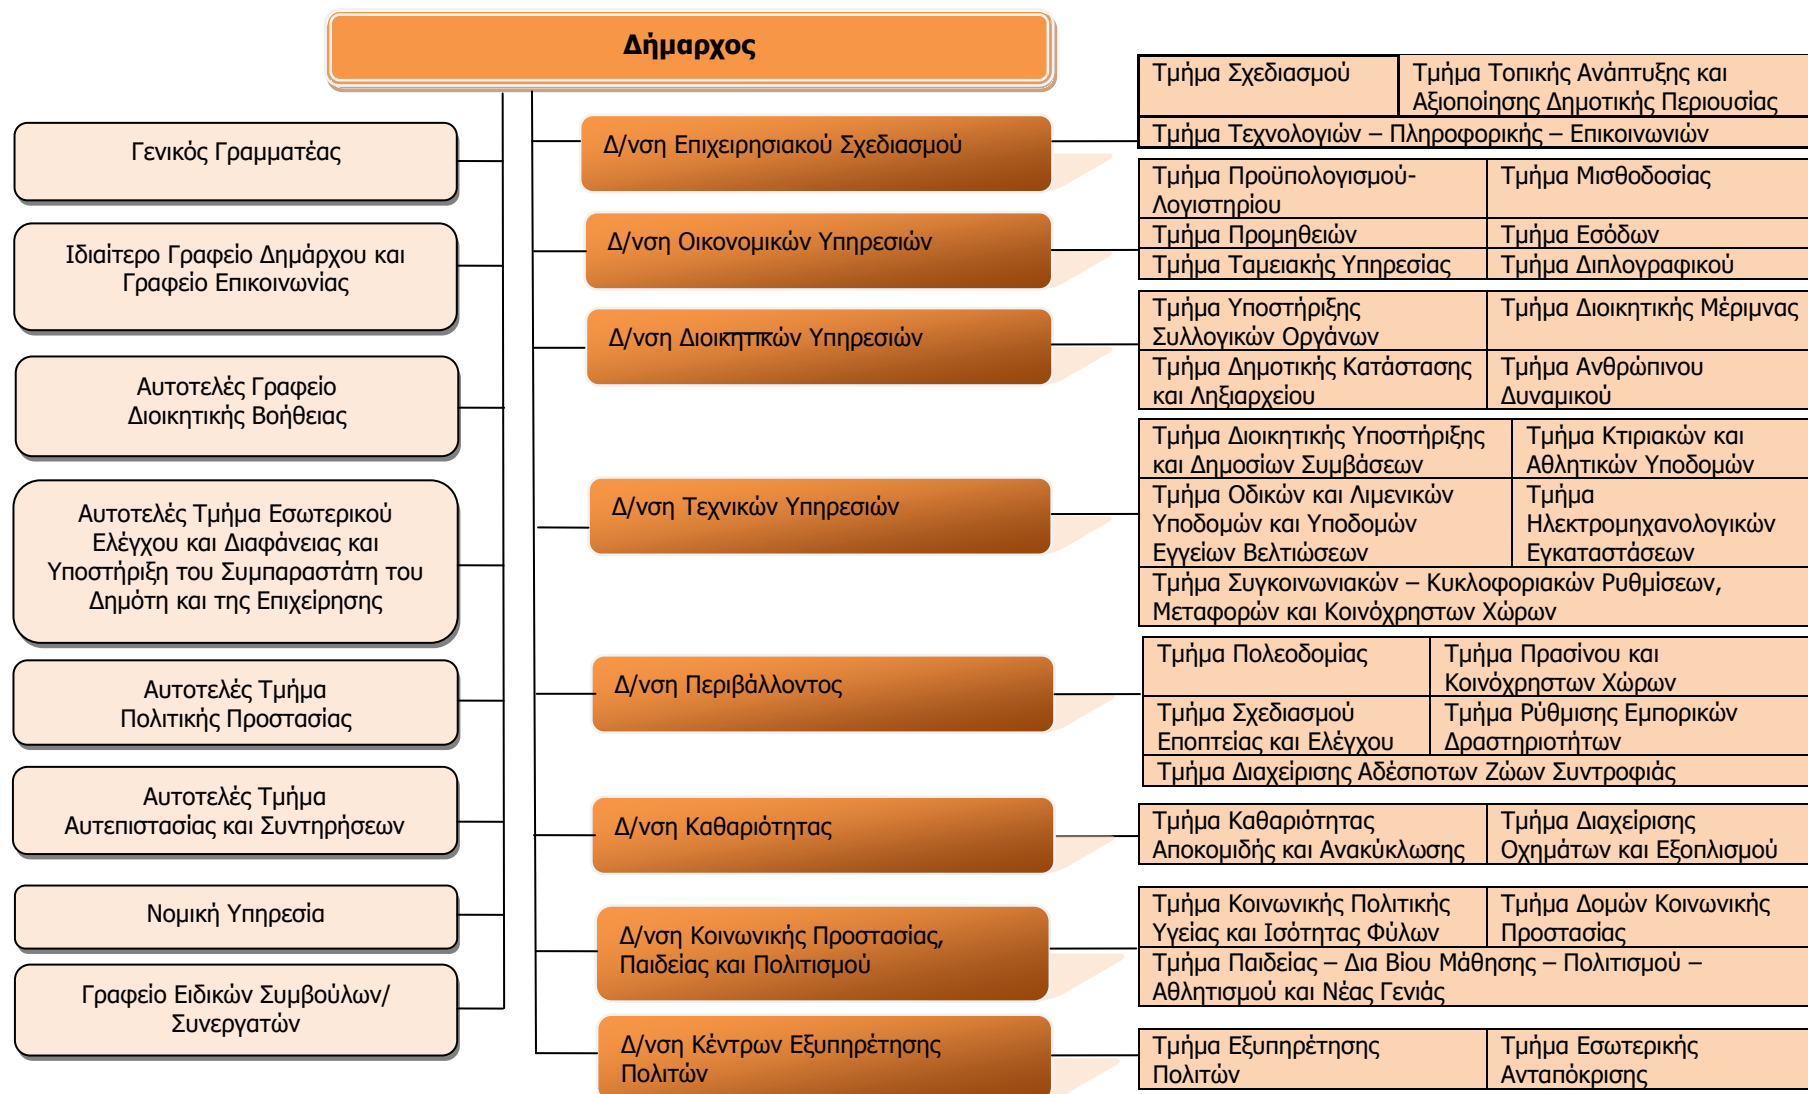 Δήμαρχος
Γενικός Γραμματέας
Ιδιαίτερο Γραφείο Δημάρχου και
Γραφείο Επικοινωνίας
Αυτοτελές Γραφείο
Διοικητικής Βοήθειας
Αυτοτελές Τμήμα Εσωτερικού
Ελέγχου και Διαφάνειας και
Υποστήριξη του Συμπαραστάτη του
Δημότη και της Επιχείρησης
Αυτοτελές Τμήμα
Πολιτικής Προστασίας
Αυτοτελές Τμήμα
Αυτεπιστασίας και Συντηρήσεων
Νομική Υπηρεσία
Γραφείο Ειδικών Συμβούλων/
Συνεργατών
Δ/νση Επιχειρησιακού Σχεδιασμού
Τμήμα Σχεδιασμού
Τμήμα Τοπικής Ανάπτυξης και
Αξιοποίησης Δημοτικής Περιουσίας
Τμήμα Τεχνολογιών – Πληροφορικής – Επικοινωνιών
Δ/νση Οικονομικών Υπηρεσιών
Τμήμα Προϋπολογισμού-
Λογιστηρίου
Τμήμα Μισθοδοσίας
Τμήμα Προμηθειών
Τμήμα Εσόδων
Τμήμα Ταμειακής Υπηρεσίας
Τμήμα Διπλογραφικού
Δ/νση Διοικητικών Υπηρεσιών
Τμήμα Υποστήριξης
Συλλογικών Οργάνων
Τμήμα Διοικητικής Μέριμνας
Τμήμα Δημοτικής Κατάστασης
και Ληξιαρχείου
Τμήμα Ανθρώπινου
Δυναμικού
Δ/νση Τεχνικών Υπηρεσιών
Τμήμα Διοικητικής Υποστήριξης
και Δημοσίων Συμβάσεων
Τμήμα Κτιριακών και
Αθλητικών Υποδομών
Τμήμα Οδικών και Λιμενικών
Υποδομών και Υποδομών
Εγγείων Βελτιώσεων
Τμήμα
Ηλεκτρομηχανολογικών
Εγκαταστάσεων
Τμήμα Συγκοινωνιακών – Κυκλοφοριακών Ρυθμίσεων,
Μεταφορών και Κοινόχρηστων Χώρων
Δ/νση Περιβάλλοντος
Τμήμα Πολεοδομίας
Τμήμα Πρασίνου και
Κοινόχρηστων Χώρων
Τμήμα Σχεδιασμού
Εποπτείας και Ελέγχου
Τμήμα Ρύθμισης Εμπορικών
Δραστηριοτήτων
Τμήμα Διαχείρισης Αδέσποτων Ζώων Συντροφιάς
Δ/νση Καθαριότητας
Τμήμα Καθαριότητας
Αποκομιδής και Ανακύκλωσης
Τμήμα Διαχείρισης
Οχημάτων και Εξοπλισμού
Δ/νση Κοινωνικής Προστασίας,
Παιδείας και Πολιτισμού
Τμήμα Κοινωνικής Πολιτικής
Υγείας και Ισότητας Φύλων
Τμήμα Δομών Κοινωνικής
Προστασίας
Τμήμα Παιδείας – Δια Βίου Μάθησης – Πολιτισμού –
Αθλητισμού και Νέας Γενιάς
Δ/νση Κέντρων Εξυπηρέτησης
Πολιτών
Τμήμα Εξυπηρέτησης
Πολιτών
Τμήμα Εσωτερικής
Ανταπόκρισης